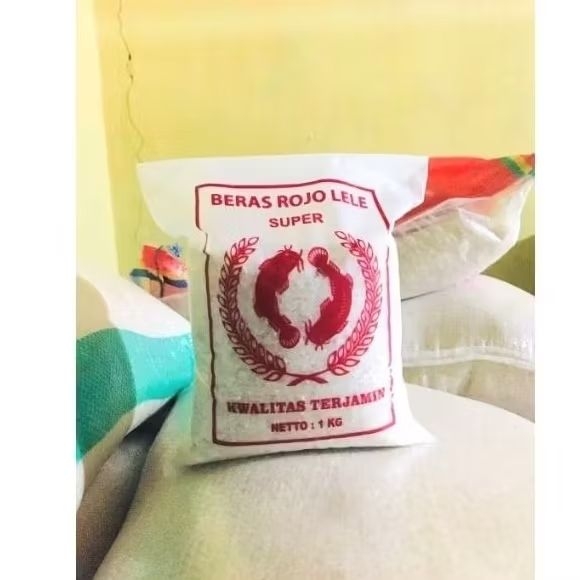 BERAS ROJO LELE
SUPER
KWALITAS TERJAMIN
NETTO : 1 KG